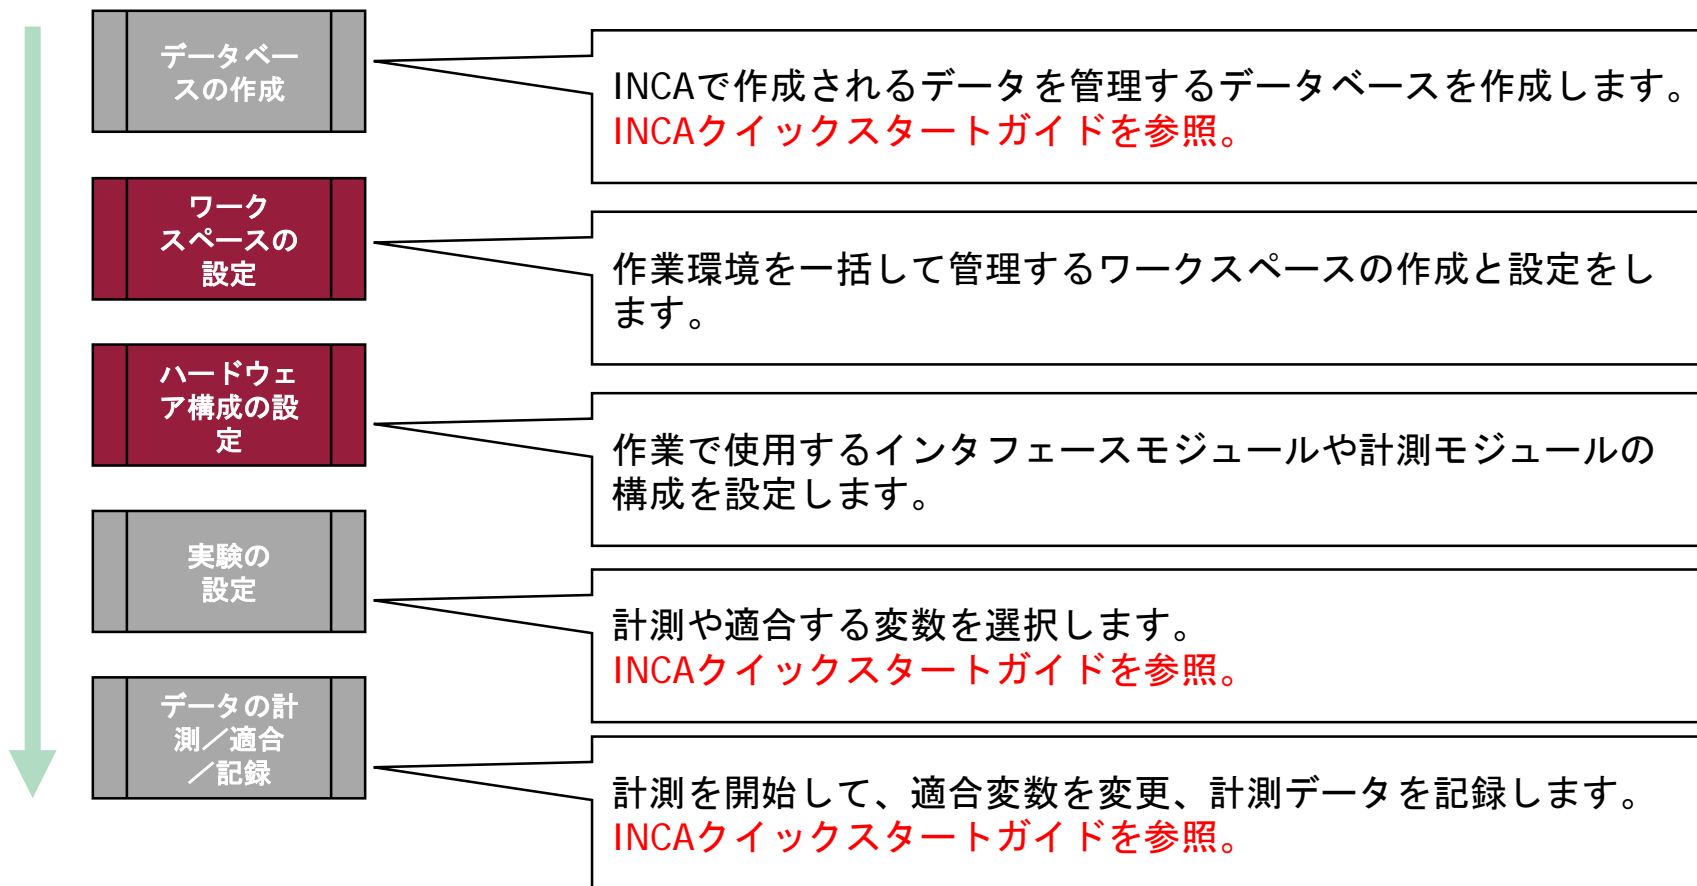 データベー
スの作成
INCAで作成されるデータを管理するデータベースを作成します。
INCAクイックスタートガイドを参照。
ワーク
スペースの
設定
作業環境を一括して管理するワークスペースの作成と設定をし
ます。
ハードウェ
ア構成の設
定
作業で使用するインタフェースモジュールや計測モジュールの
構成を設定します。
実験の
設定
計測や適合する変数を選択します。
INCAクイックスタートガイドを参照。
データの計
測／適合
／記録
計測を開始して、適合変数を変更、計測データを記録します。
INCAクイックスタートガイドを参照。